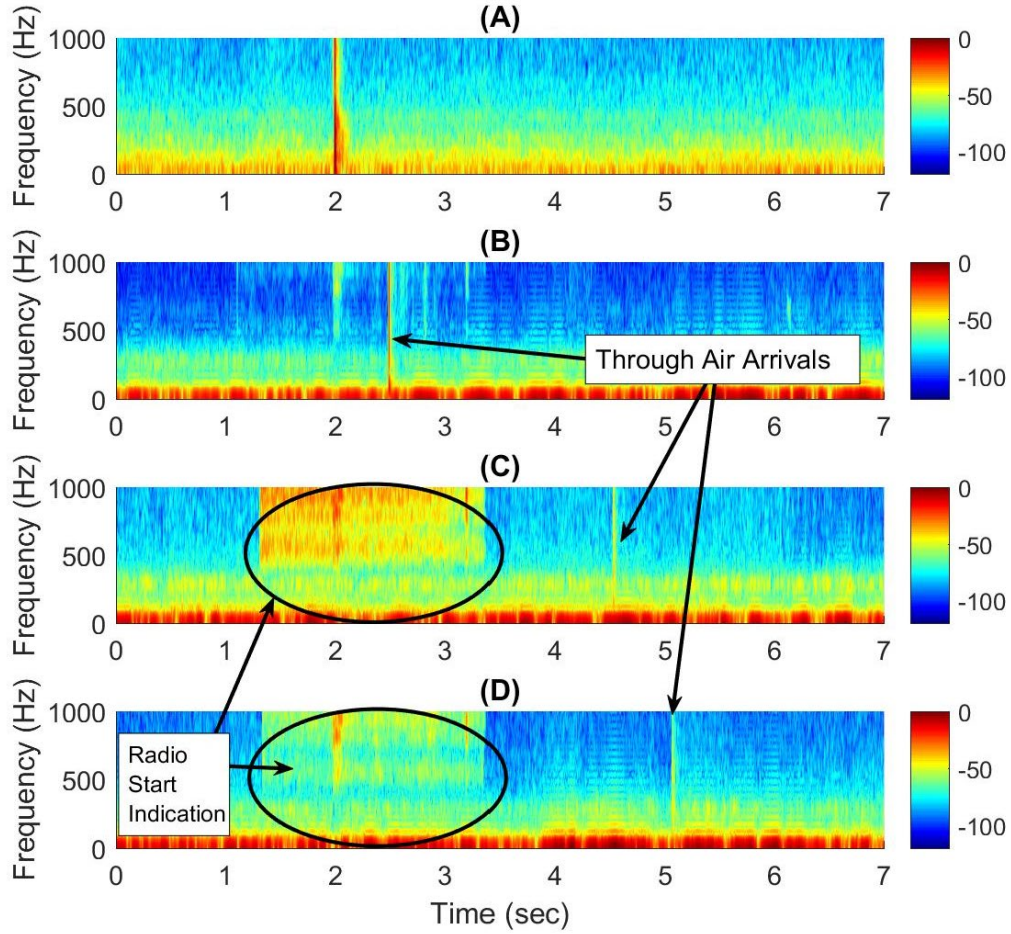 (A)
Frequency (Hz)
1000
500
0
0 1 2 3 4 5 6 7
0
-50
-100
(B)
Frequency (Hz)
1000
500
0
0 1 2 3 4 5 6 7
0
-50
-100
Through Air Arrivals
(C)
Frequency (Hz)
1000
500
0
0 1 2 3 4 5 6 7
0
-50
-100
(D)
Frequency (Hz)
1000
500
0
0 1 2 3 4 5 6 7
0
-50
-100
Radio
Start
Indication
Time (sec)